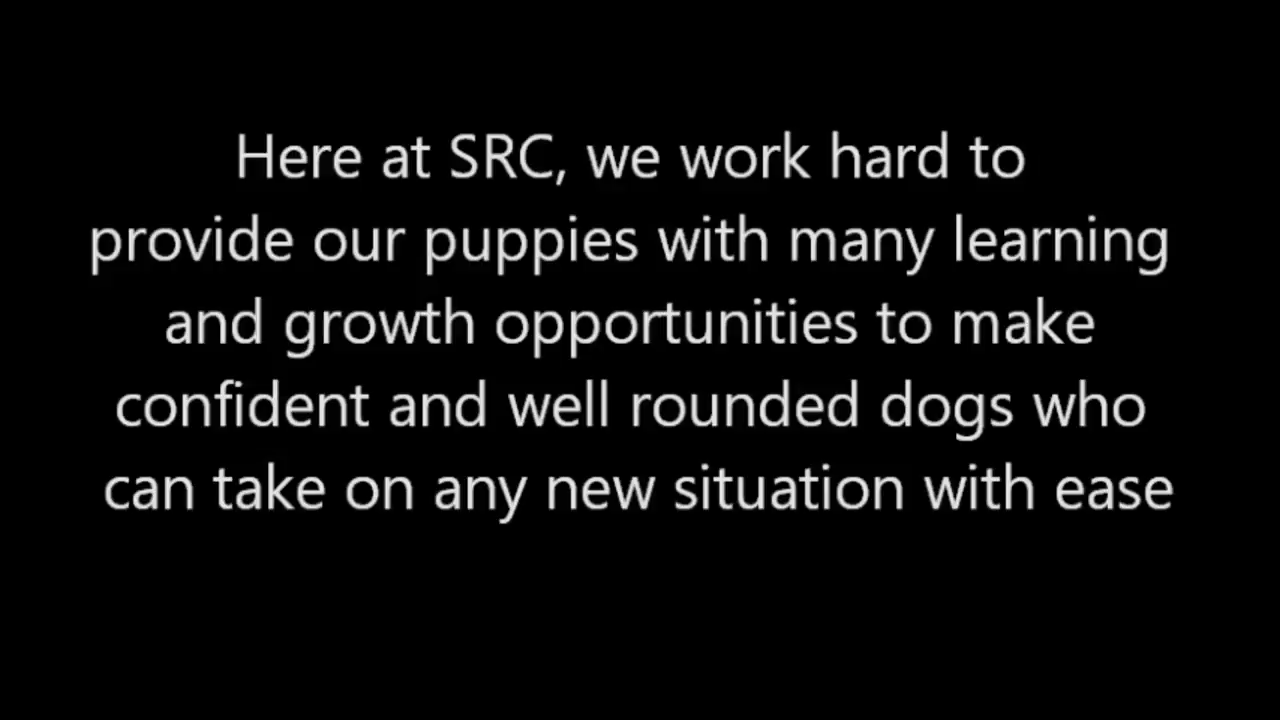 Here at SRC, we work hard to
provide our puppies with many learning
and growth opportunities to make
confident and well rounded dogs who
can take on any new situation with ease